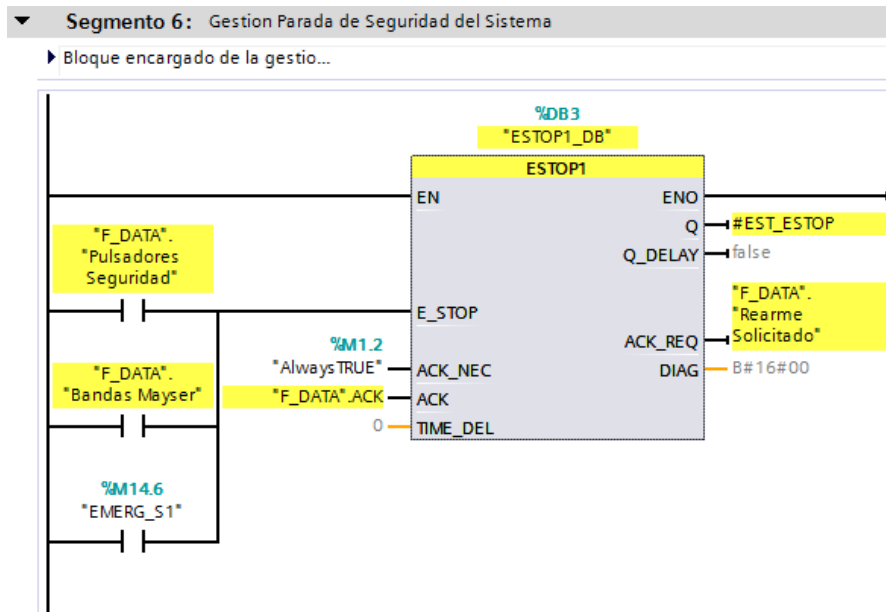 Segmento 6: Gestion Parada de Seguridad del Sistema
Bloque encargado de la gestio...
%DB3
"ESTOP1_DB"
ESTOP1
EN
ENO
Q
#EST_ESTOP
Q_DELAY
false
"F_DATA".
"Pulsadores
Seguridad"
E_STOP
"F_DATA".
"Rearme
Solicitado"
ACK_REQ
%M1.2
"AlwaysTRUE"
ACK_NEC
DIAG
B#16#00
"F_DATA".
"Bandas Mayser"
"F_DATA".ACK
ACK
0
TIME_DEL
%M14.6
"EMERG_S1"